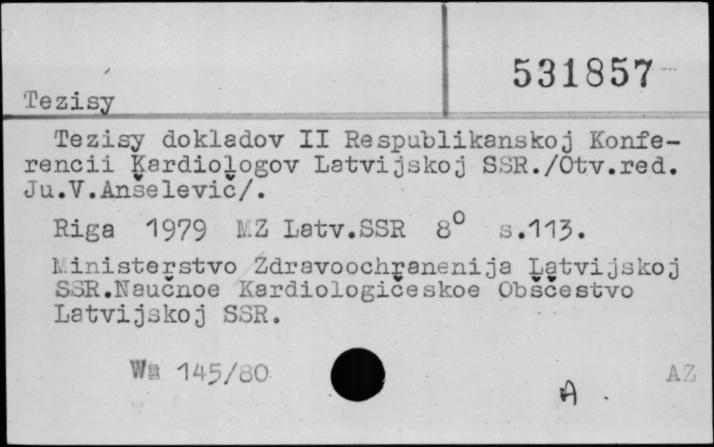 531857
Tezisy
Tezisy dokladov II Respublikanskoj Konfe-
rencii Kardiologov Latvijskoj SSR./Otv.red.
Ju.V.Anšelevič/.
Riga 1979 MZ Latv.SSR 8° s.113.
Ministerstvo Zdravoochranenija Latvijskoj
SSR.Naučnoe Kardiologičeskoe Obščestvo
Latvijskoj SSR.
145/80
A .
AZ